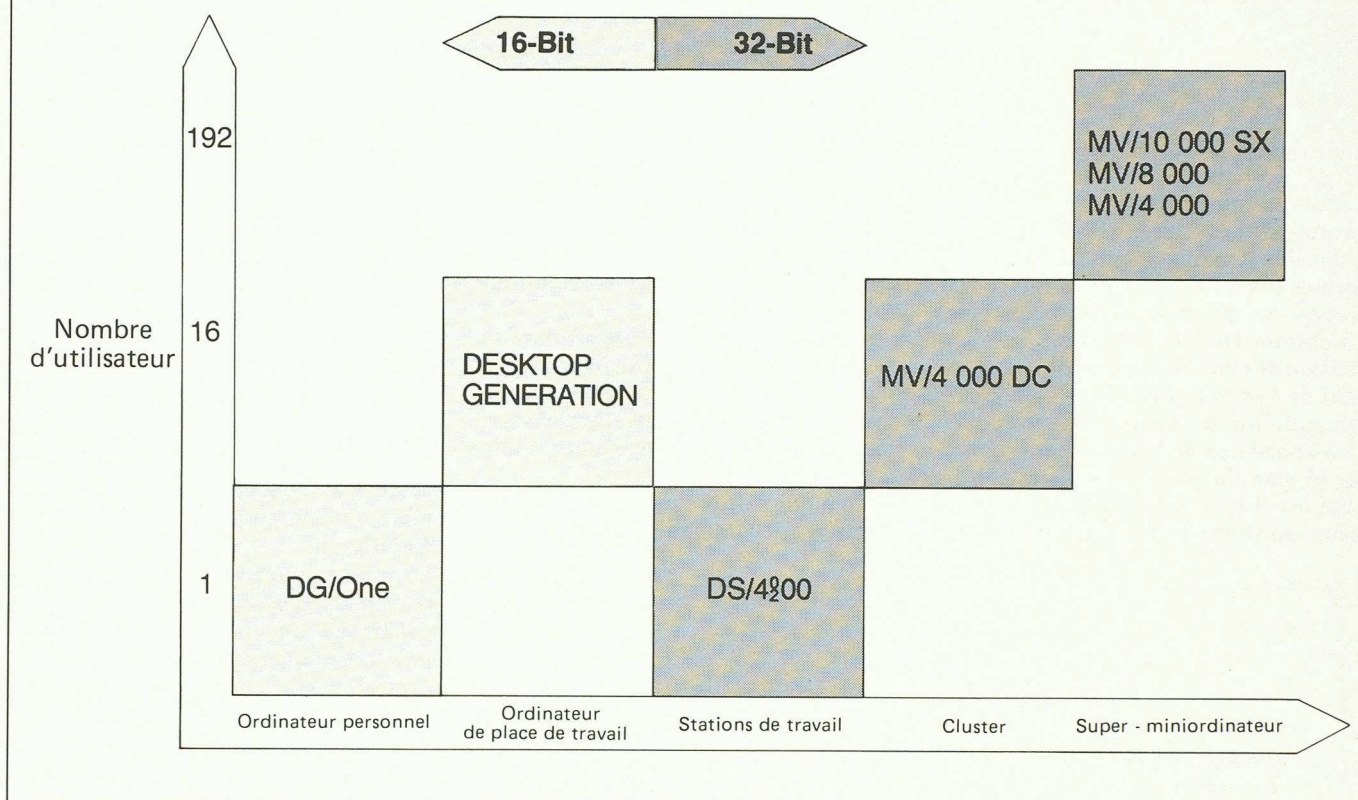 16-Bit 32-Bit
192
MV/10 000 SX
MV/8 000
MV/4 000
Nombre
d'utilisateur
16
DESKTOP
GENERATION
MV/4 000 DC
1
DG/One
DS/4⁰₂00
Ordinateur personnel
Ordinateur
de place de travail
Stations de travail
Cluster
Super - miniordinateur